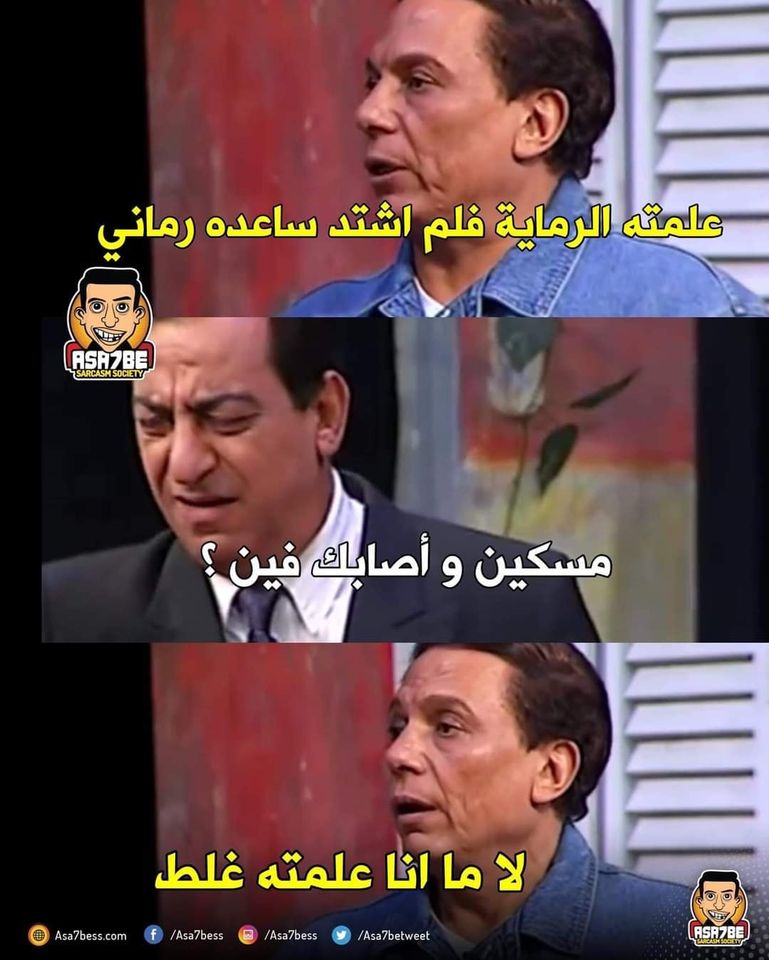 علمته الرماية فلم اشتد ساعده رماني
ASA7BE
SARCASM SOCIETY
مسكين و أصابك فين ؟
لا ما انا علمته غلط
Asa7bess.com /Asa7bess /Asa7bess /Asa7betweet
ASA7BE
SARCASM SOCIETY